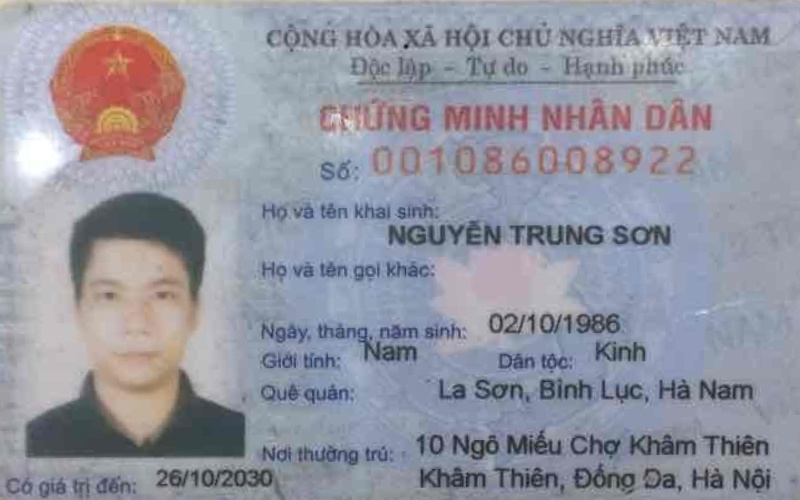 CỘNG HÒA XÃ HỘI CHỦ NGHĨA VIỆT NAM
Độc lập - Tự do - Hạnh phúc
CHỨNG MINH NHÂN DÂN
Số: 001086008922
Họ và tên khai sinh:
NGUYỄN TRUNG SƠN
Họ và tên gọi khác:
Ngày, tháng, năm sinh: 02/10/1986
Giới tính: Nam Dân tộc: Kinh
Quê quán: La Sơn, Bình Lục, Hà Nam
Nơi thường trú: 10 Ngõ Miếu Chợ Khâm Thiên
Khâm Thiên, Đống Đa, Hà Nội
Có giá trị đến: 26/10/2030